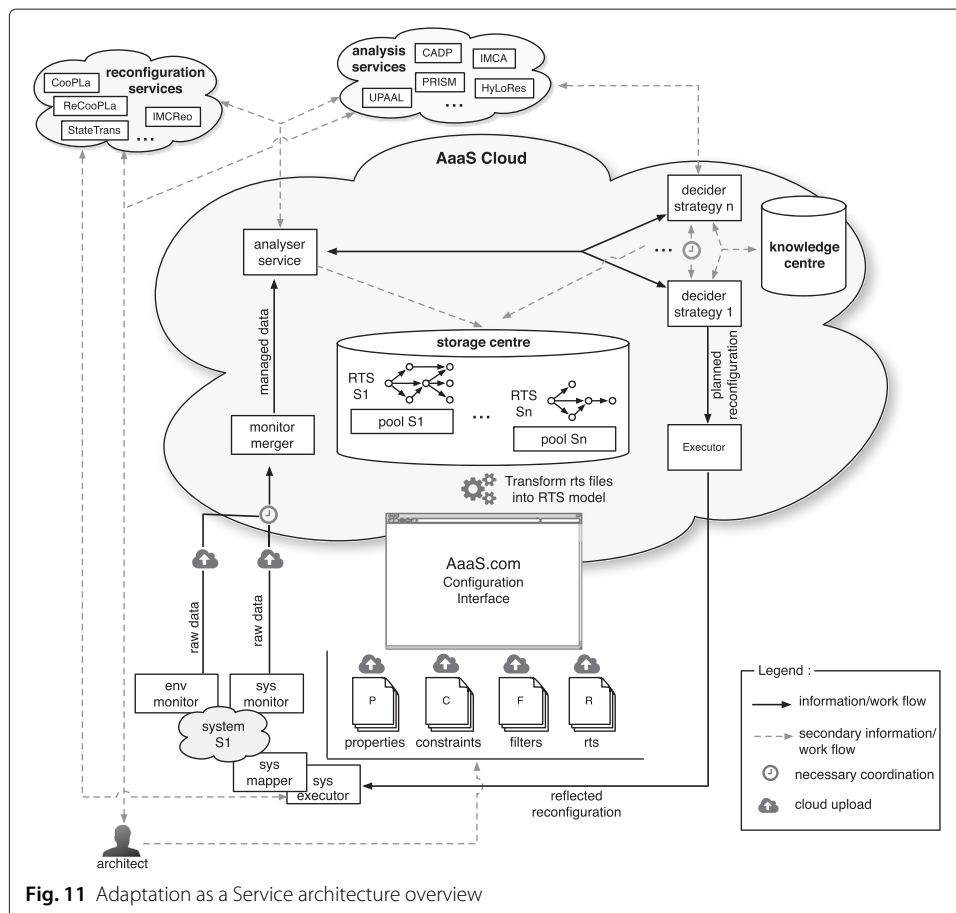 analysis
services
CADP
IMCA
PRISM
HyLoRes
UPAAL
...
reconfiguration
services
CooPLa
ReCooPLa
IMCReo
StateTrans
...
AaaS Cloud
decider
strategy n
knowledge
centre
...
decider
strategy 1
analyser
service
managed data
planned
reconfiguration
storage centre
RTS
S1
pool S1
...
RTS
Sn
pool Sn
monitor
merger
Executor
Transform rts files
into RTS model
AaaS.com
Configuration
Interface
raw data
raw data
env
monitor
sys
monitor
system
S1
sys
mapper
sys
executor
P
C
F
R
properties
constraints
filters
rts
reflected
reconfiguration
architect
Legend :
information/work flow
secondary information/
work flow
necessary coordination
cloud upload
Fig. 11 Adaptation as a Service architecture overview